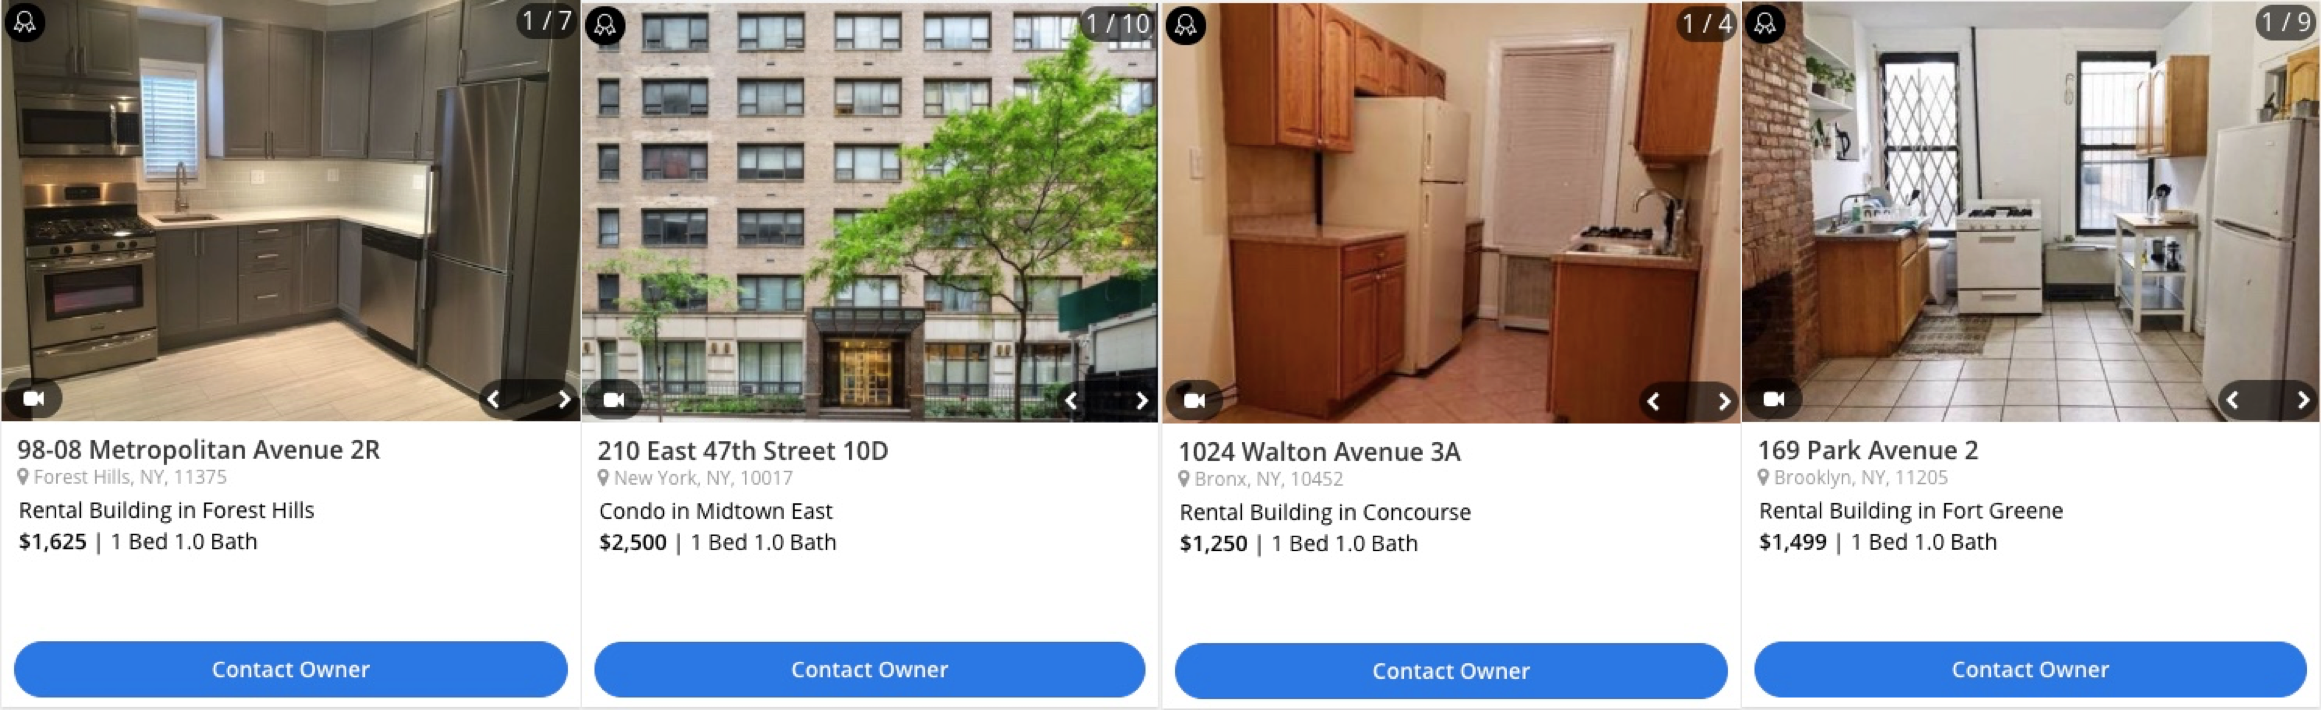 1 / 7
98-08 Metropolitan Avenue 2R
Forest Hills, NY, 11375
Rental Building in Forest Hills
$1,625 | 1 Bed 1.0 Bath
Contact Owner
1 / 10
210 East 47th Street 10D
New York, NY, 10017
Condo in Midtown East
$2,500 | 1 Bed 1.0 Bath
Contact Owner
1 / 4
1024 Walton Avenue 3A
Bronx, NY, 10452
Rental Building in Concourse
$1,250 | 1 Bed 1.0 Bath
Contact Owner
1 / 9
169 Park Avenue 2
Brooklyn, NY, 11205
Rental Building in Fort Greene
$1,499 | 1 Bed 1.0 Bath
Contact Owner